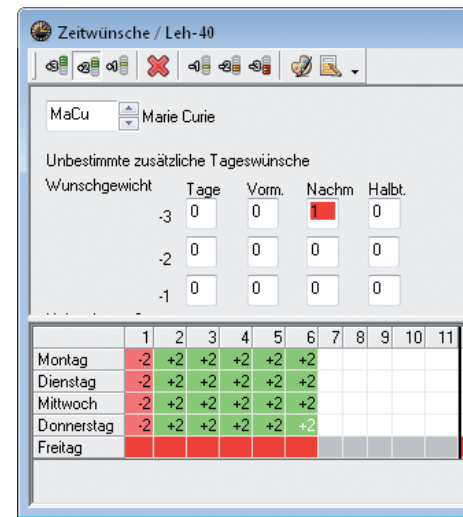 Zeitwünsche / Leh-40
MaCu Marie Curie
Unbestimmte zusätzliche Tageswünsche
Wunschgewicht Tage Vorm. Nachm Halbt.
-3 0 0 1 0
-2 0 0 0 0
-1 0 0 0 0
1 2 3 4 5 6 7 8 9 10 11
Montag -2 +2 +2 +2 +2 +2
Dienstag -2 +2 +2 +2 +2 +2
Mittwoch -2 +2 +2 +2 +2 +2
Donnerstag -2 +2 +2 +2 +2 +2
Freitag